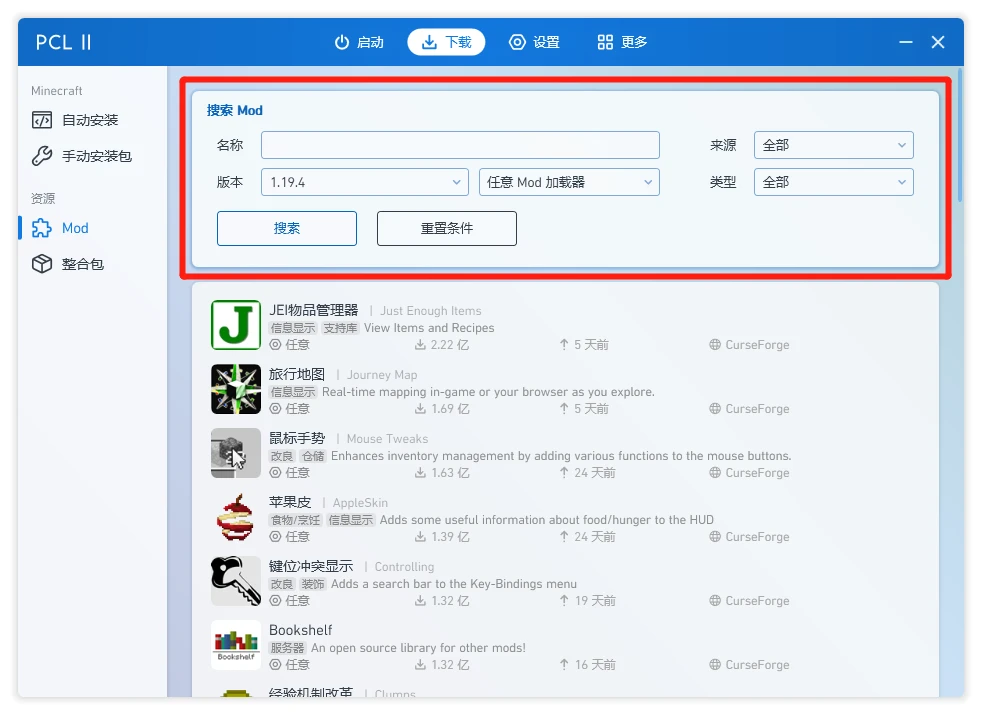 PCL II 启动 下载 设置 更多
Minecraft
自动安装
手动安装包
资源
Mod
整合包
搜索 Mod
名称 来源 全部
版本 1.19.4 任意 Mod 加载器 类型 全部
搜索 重置条件
JEI物品管理器 | Just Enough Items
信息显示 支持库 View Items and Recipes
任意 2.22 亿 5 天前 CurseForge
旅行地图 | Journey Map
信息显示 Real-time mapping in-game or your browser as you explore.
任意 1.69 亿 5 天前 CurseForge
鼠标手势 | Mouse Tweaks
改良 仓储 Enhances inventory management by adding various functions to the mouse buttons.
任意 1.63 亿 24 天前 CurseForge
苹果皮 | AppleSkin
食物/烹饪 信息显示 Adds some useful information about food/hunger to the HUD
任意 1.39 亿 24 天前 CurseForge
键位冲突显示 | Controlling
改良 装饰 Adds a search bar to the Key-Bindings menu
任意 1.32 亿 19 天前 CurseForge
Bookshelf
Bookshelf
服务器 An open source library for other mods!
任意 1.32 亿 16 天前 CurseForge
经验机制改革 | Clumps